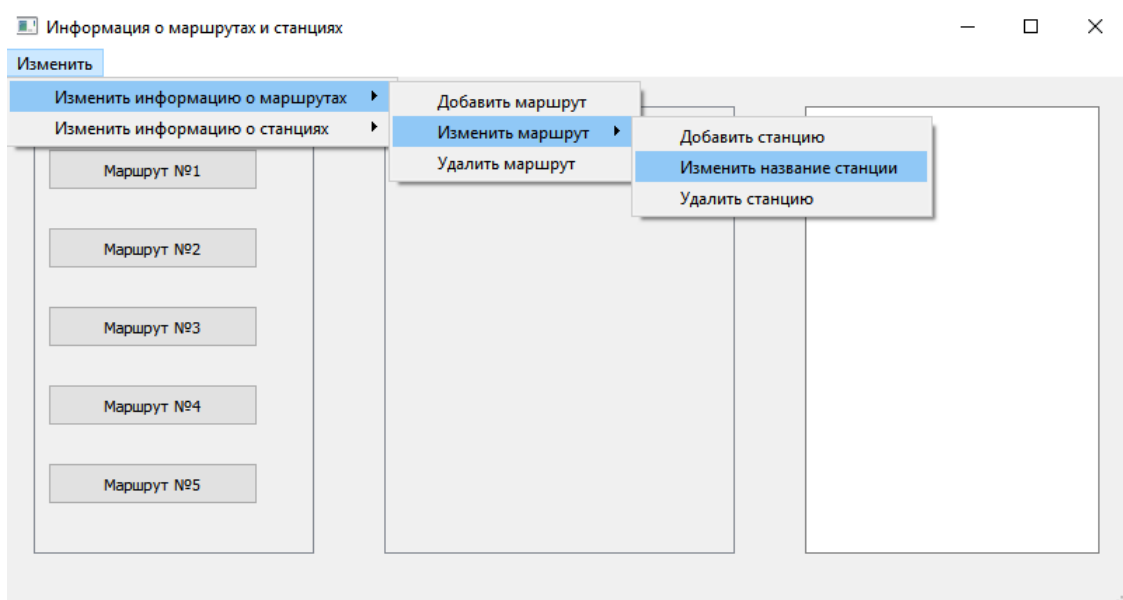 Информация о маршрутах и станциях
Изменить
Изменить информацию о маршрутах
Изменить информацию о станциях
Добавить маршрут
Изменить маршрут
Удалить маршрут
Добавить станцию
Изменить название станции
Удалить станцию
Маршрут №1
Маршрут №2
Маршрут №3
Маршрут №4
Маршрут №5